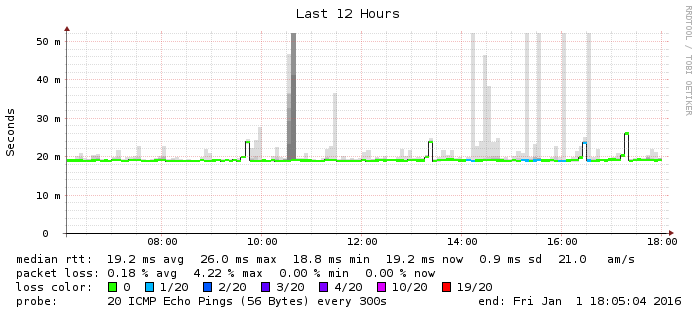 Last 12 Hours
RRDTOOL / TOBI OETIKER
Seconds
50 m
40 m
30 m
20 m
10 m
0
08:00 10:00 12:00 14:00 16:00 18:00
median rtt: 19.2 ms avg 26.0 ms max 18.8 ms min 19.2 ms now 0.9 ms sd 21.0 am/s
packet loss: 0.18 % avg 4.22 % max 0.00 % min 0.00 % now
loss color: 0 1/20 2/20 3/20 4/20 10/20 19/20
probe: 20 ICMP Echo Pings (56 Bytes) every 300s end: Fri Jan 1 18:05:04 2016